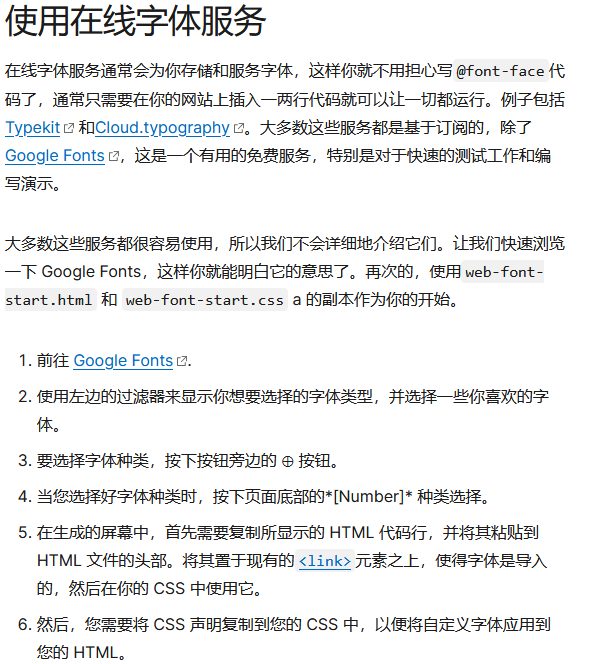 使用在线字体服务
在线字体服务通常会为你存储和服务字体，这样你就不用担心写@font-face代
码了，通常只需要在你的网站上插入一两行代码就可以让一切都运行。例子包括
Typekit 和Cloud.typography。大多数这些服务都是基于订阅的，除了
Google Fonts，这是一个有用的免费服务，特别是对于快速的测试工作和编
写演示。
大多数这些服务都很容易使用，所以我们不会详细地介绍它们。让我们快速浏览
一下 Google Fonts，这样你就能明白它的意思了。再次的，使用web-font-
start.html 和 web-font-start.css a 的副本作为你的开始。
1. 前往 Google Fonts.
2. 使用左边的过滤器来显示你想要选择的字体类型，并选择一些你喜欢的字
体。
3. 要选择字体种类，按下按钮旁边的 ⊕ 按钮。
4. 当您选择好字体种类时，按下页面底部的*[Number]* 种类选择。
5. 在生成的屏幕中，首先需要复制所显示的 HTML 代码行，并将其粘贴到
HTML 文件的头部。将其置于现有的<link>元素之上，使得字体是导入
的，然后在你的 CSS 中使用它。
6. 然后，您需要将 CSS 声明复制到您的 CSS 中，以便将自定义字体应用到
您的 HTML。